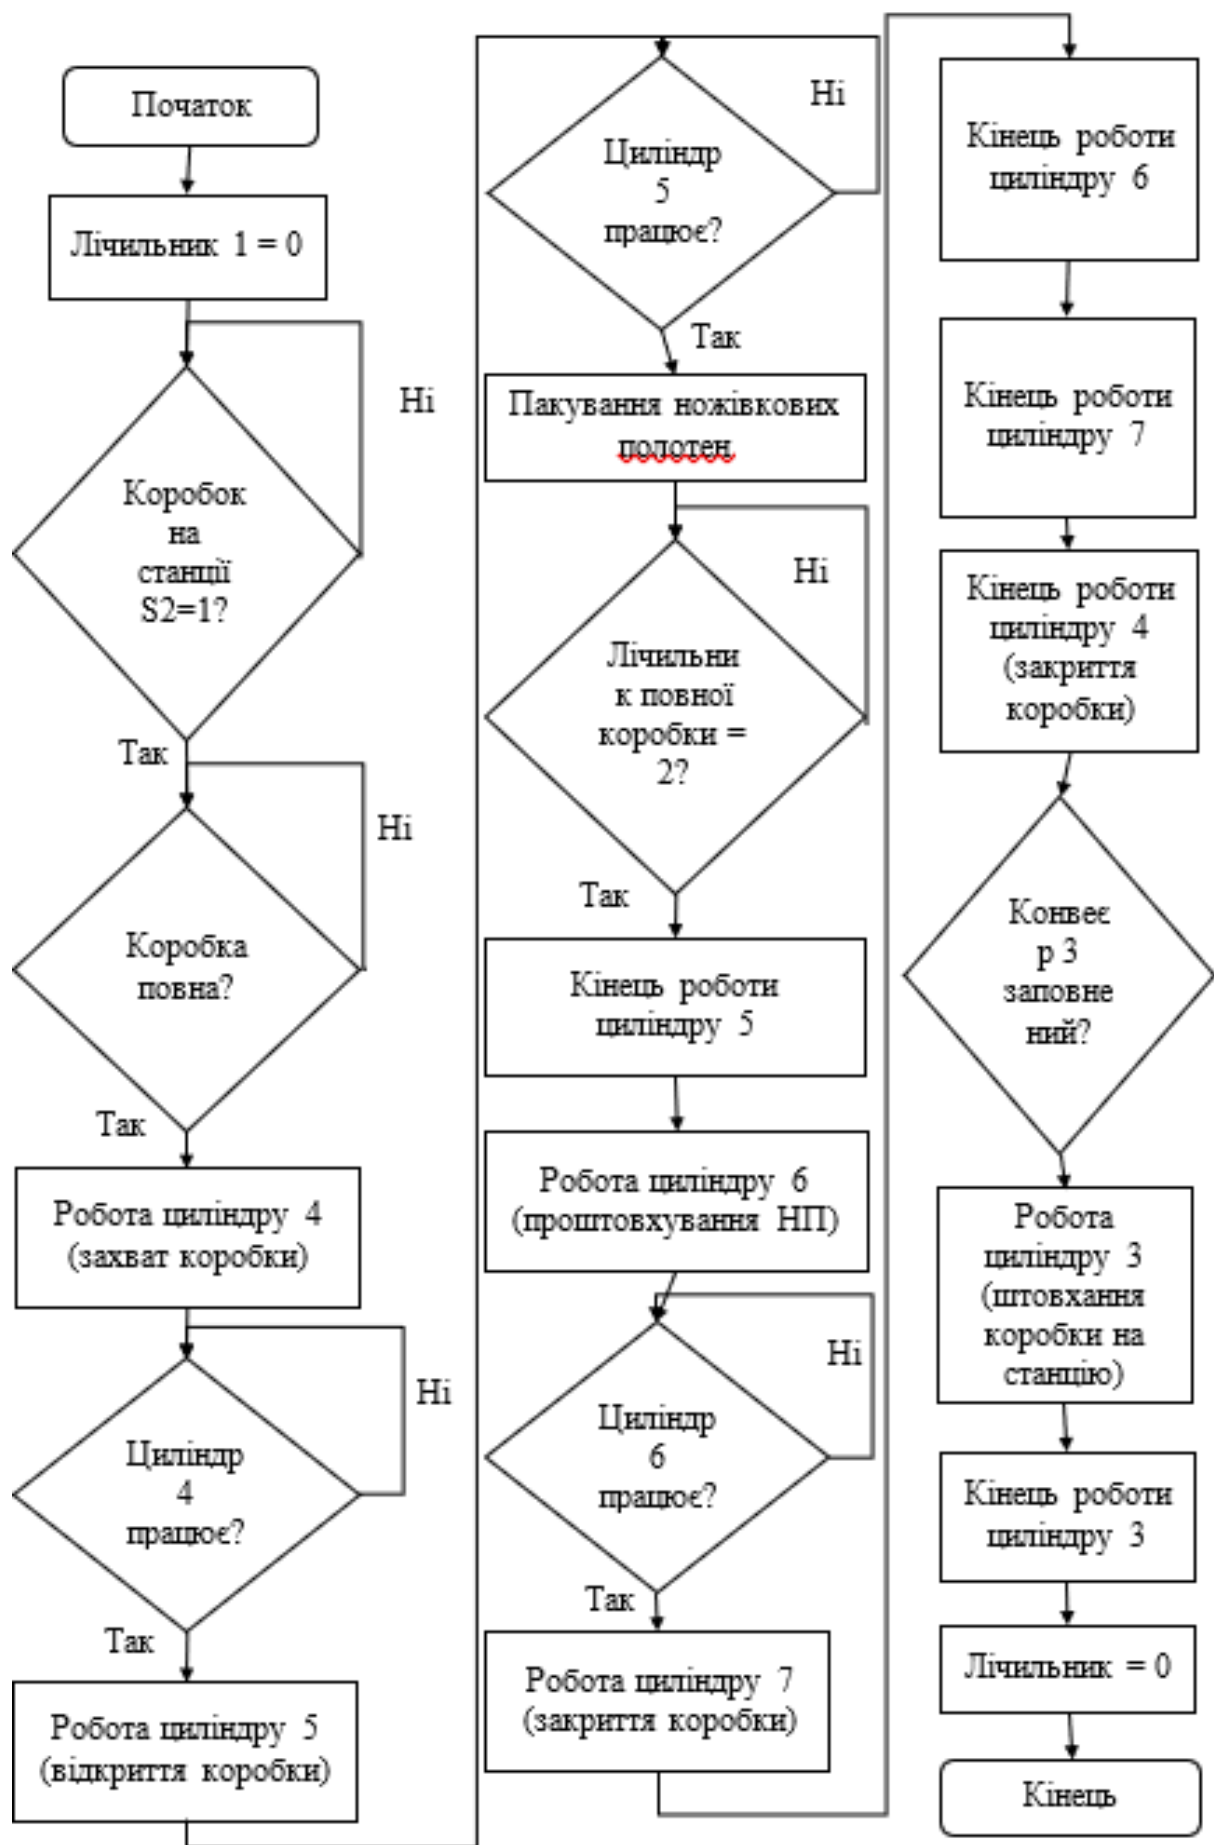 Початок
Лічильник 1 = 0
Ні
Коробок
на
станції
S2=1?
Так
Ні
Коробка
повна?
Так
Робота циліндру 4
(захват коробки)
Ні
Циліндр
4
працює?
Так
Робота циліндру 5
(відкриття коробки)
Ні
Циліндр
5
працює?
Так
Пакування ножівкових
полотен
Ні
Лічильни
к повної
коробки =
2?
Так
Кінець роботи
циліндру 5
Робота циліндру 6
(проштовхування НП)
Ні
Циліндр
6
працює?
Так
Робота циліндру 7
(закриття коробки)
Кінець роботи
циліндру 6
Кінець роботи
циліндру 7
Кінець роботи
циліндру 4
(закриття
коробки)
Конвеє
р 3
заповне
ний?
Робота
циліндру 3
(штовхання
коробки на
станцію)
Кінець роботи
циліндру 3
Лічильник = 0
Кінець